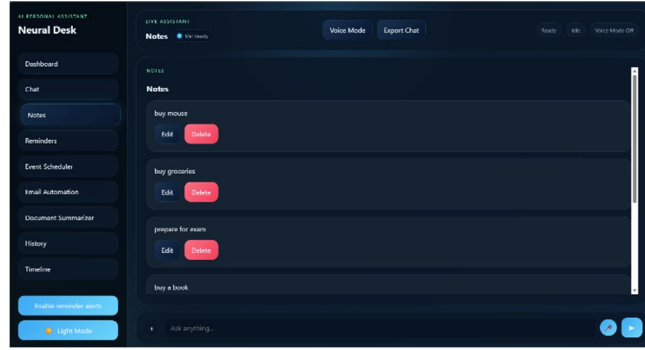 AI PERSONAL ASSISTANT
Neural Desk
Dashboard
Chat
Notes
Reminders
Event Scheduler
Email Automation
Document Summarizer
History
Timeline
Enable reminder alerts
Light Mode
LIVE ASSISTANT
Notes
Mic Ready
Voice Mode
Export Chat
Ready
Idle
Voice Mode Off
NOTES
Notes
buy mouse
Edit
Delete
buy groceries
Edit
Delete
prepare for exam
Edit
Delete
buy a book
Ask anything...